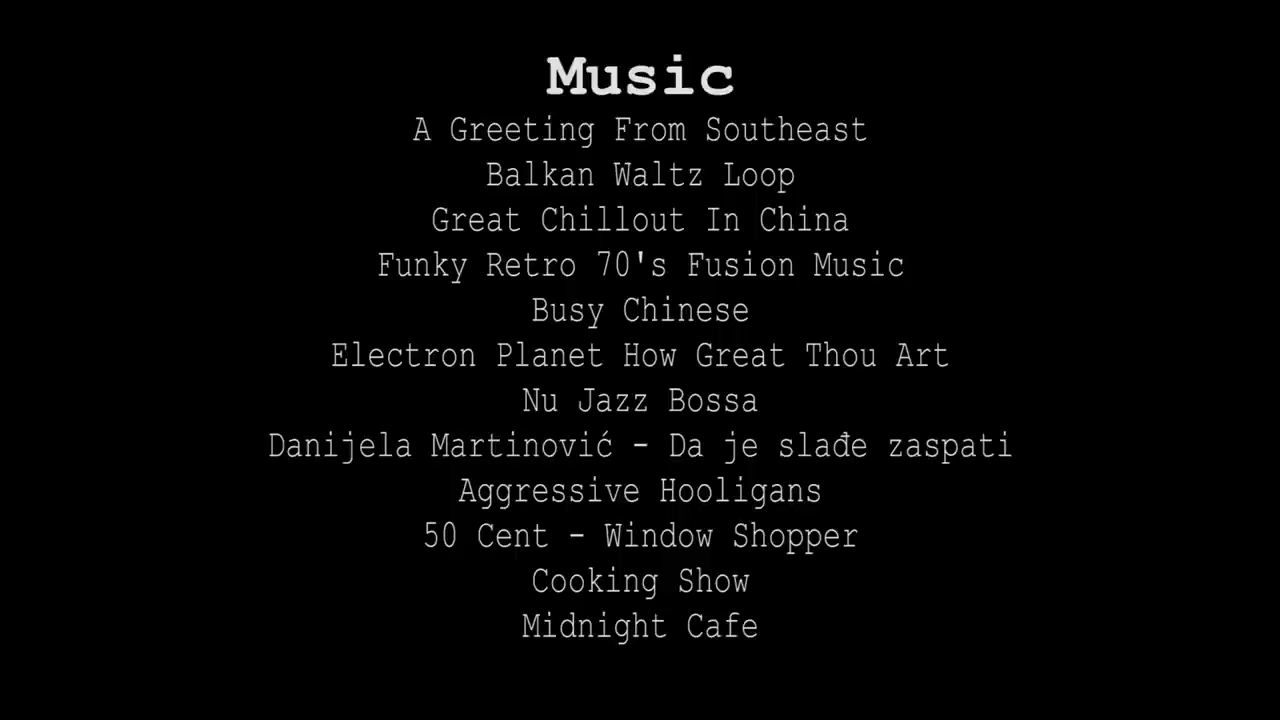 Music
A Greeting From Southeast
Balkan Waltz Loop
Great Chillout In China
Funky Retro 70's Fusion Music
Busy Chinese
Electron Planet How Great Thou Art
Nu Jazz Bossa
Danijela Martinović - Da je slađe zaspati
Aggressive Hooligans
50 Cent - Window Shopper
Cooking Show
Midnight Cafe